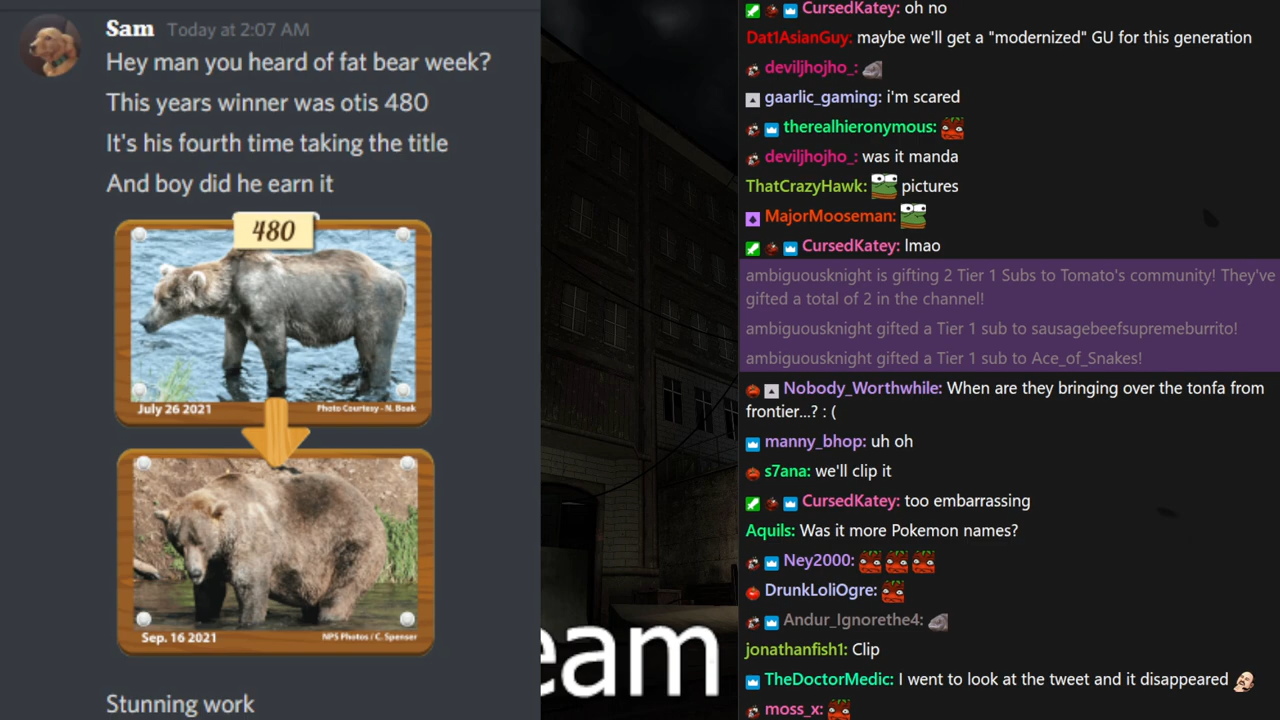 Sam Today at 2:07 AM
Hey man you heard of fat bear week?
This years winner was otis 480
It's his fourth time taking the title
And boy did he earn it
480
July 26 2021
Photo Courtesy - N. Boak
Sep. 16 2021
NPS Photos / C. Spenser
Stunning work
eam
CursedKatey: oh no
Dat1AsianGuy: maybe we'll get a "modernized" GU for this generation
deviljhojho_:
gaarlic_gaming: i'm scared
therealhieronymous:
deviljhojho_: was it manda
ThatCrazyHawk: pictures
MajorMooseman:
CursedKatey: lmao
ambiguousknight is gifting 2 Tier 1 Subs to Tomato's community! They've
gifted a total of 2 in the channel!
ambiguousknight gifted a Tier 1 sub to sausagebeefsupremeburrito!
ambiguousknight gifted a Tier 1 sub to Ace_of_Snakes!
Nobody_Worthwhile: When are they bringing over the tonfa from
frontier...? : (
manny_bhop: uh oh
s7ana: we'll clip it
CursedKatey: too embarrassing
Aquils: Was it more Pokemon names?
Ney2000:
DrunkLoliOgre:
Andur_Ignorethe4:
jonathanfish1: Clip
TheDoctorMedic: I went to look at the tweet and it disappeared
moss_x: